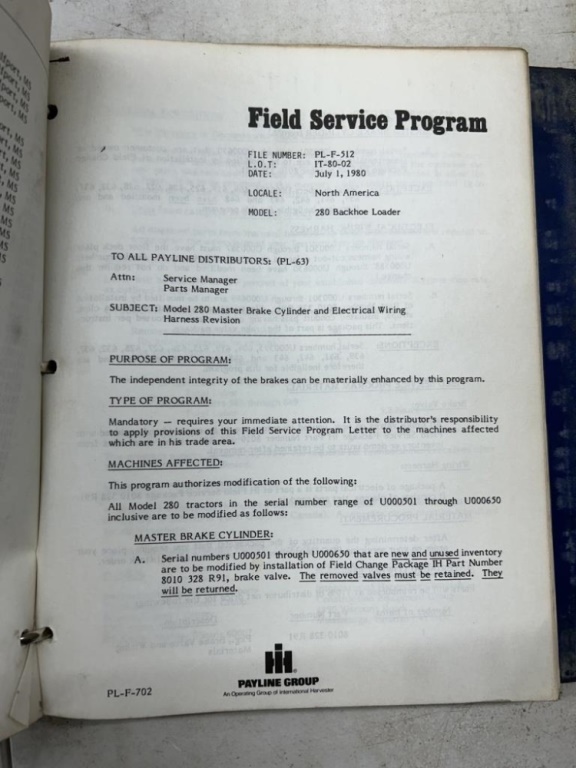 Field Service Program
FILE NUMBER: PL-F-512
L.O.T: IT-80-02
DATE: July 1, 1980
LOCALE: North America
MODEL: 280 Backhoe Loader
TO ALL PAYLINE DISTRIBUTORS: (PL-63)
Attn: Service Manager
Parts Manager
SUBJECT: Model 280 Master Brake Cylinder and Electrical Wiring
Harness Revision
PURPOSE OF PROGRAM:
The independent integrity of the brakes can be materially enhanced by this program.
TYPE OF PROGRAM:
Mandatory — requires your immediate attention. It is the distributor's responsibility
to apply provisions of this Field Service Program Letter to the machines affected
which are in his trade area.
MACHINES AFFECTED:
This program authorizes modification of the following:
All Model 280 tractors in the serial number range of U000501 through U000650
inclusive are to be modified as follows:
MASTER BRAKE CYLINDER:
A. Serial numbers U000501 through U000650 that are new and unused inventory
are to be modified by installation of Field Change Package IH Part Number
8010 328 R91, brake valve. The removed valves must be retained. They
will be returned.
IH
PAYLINE GROUP
An Operating Group of International Harvester
PL-F-702